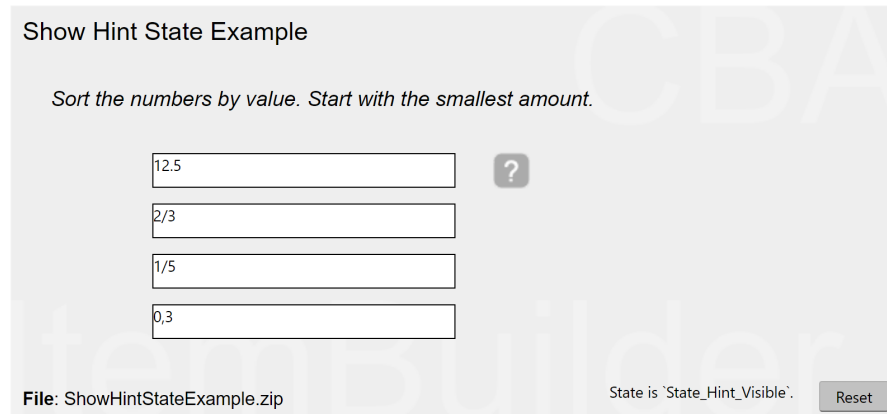 Show Hint State Example
Sort the numbers by value. Start with the smallest amount.
12.5
?
2/3
1/5
0,3
File: ShowHintStateExample.zip
State is `State_Hint_Visible`.
Reset
CBA
ItemBuilder